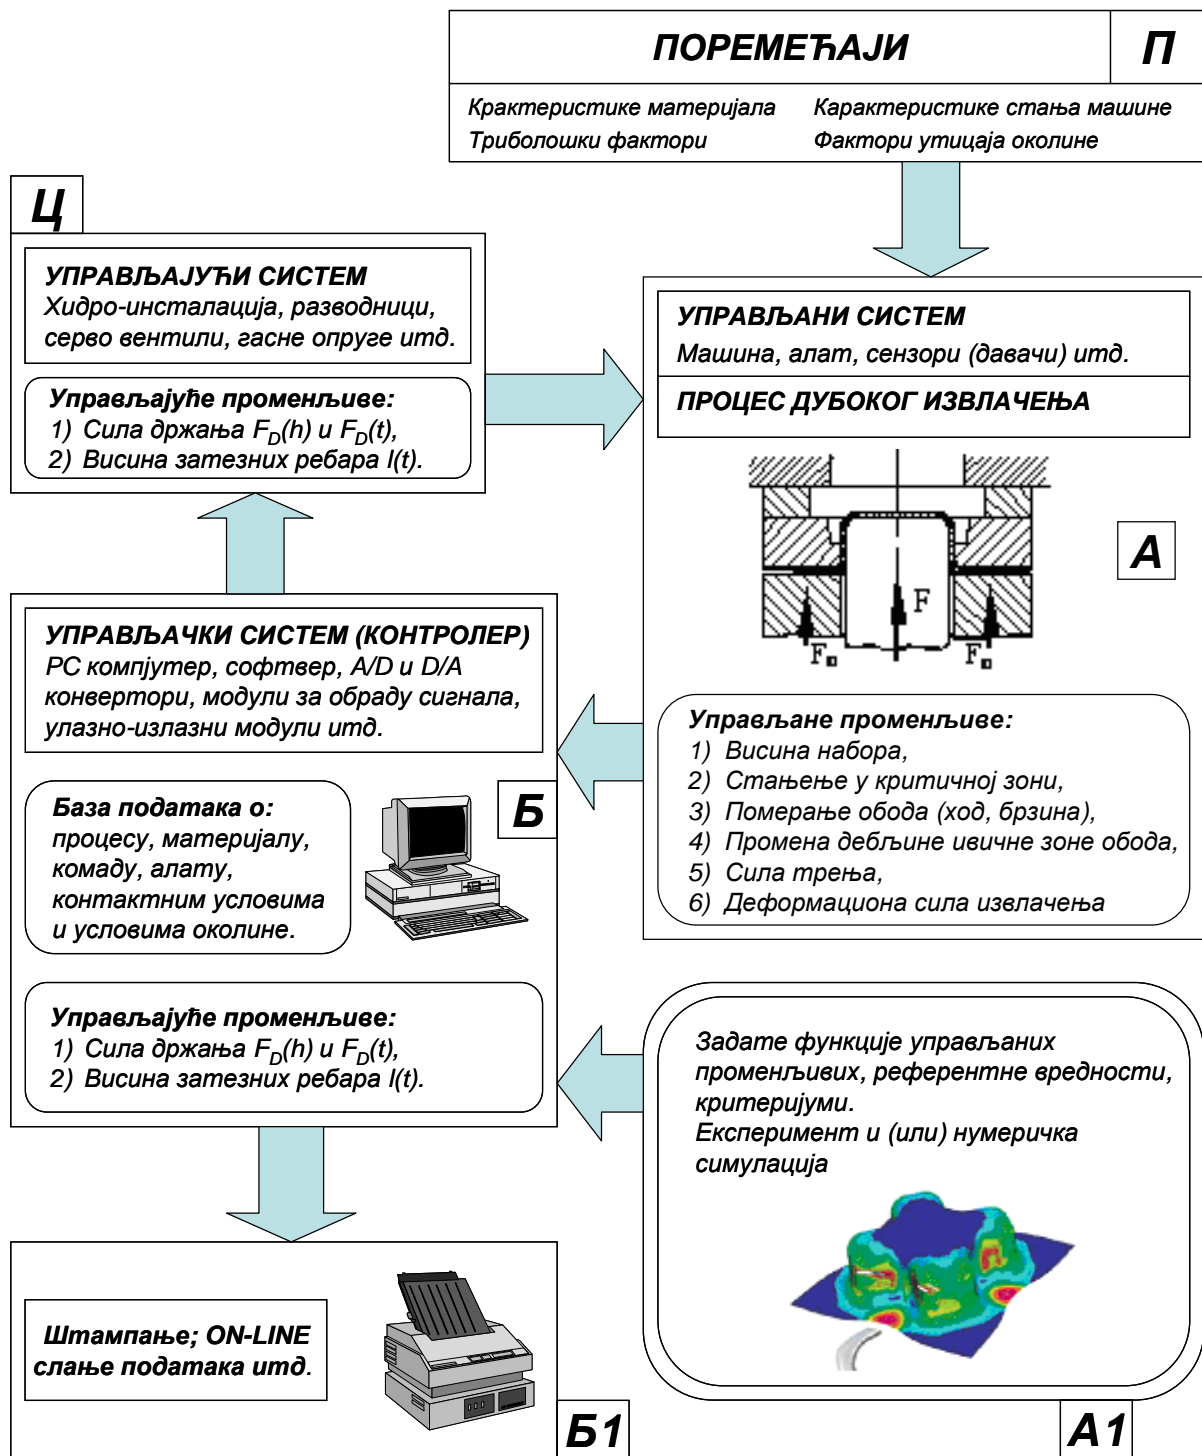 ПОРЕМЕЋАЈИ
П
Крактеристике материјала
Карактеристике стања машине
Триболошки фактори
Фактори утицаја околине
Ц
УПРАВЉАЈУЋИ СИСТЕМ
Хидро-инсталација, разводници,
серво вентили, гасне опруге итд.
Управљајуће променљиве:
1) Сила држања F_D(h) и F_D(t),
2) Висина затезних ребара l(t).
УПРАВЉАНИ СИСТЕМ
Машина, алат, сензори (давачи) итд.
ПРОЦЕС ДУБОКОГ ИЗВЛАЧЕЊА
А
F
F_D
F_D
Управљане променљиве:
1) Висина набора,
2) Стањење у критичној зони,
3) Померање обода (ход, брзина),
4) Промена дебљине ивичне зоне обода,
5) Сила трења,
6) Деформациона сила извлачења
УПРАВЉАЧКИ СИСТЕМ (КОНТРОЛЕР)
PC компјутер, софтвер, A/D и D/A
конвертори, модули за обраду сигнала,
улазно-излазни модули итд.
Б
База података о:
процесу, материјалу,
комаду, алату,
контактним условима
и условима околине.
Управљајуће променљиве:
1) Сила држања F_D(h) и F_D(t),
2) Висина затезних ребара l(t).
Задате функције управљаних
променљивих, референтне вредности,
критеријуми.
Експеримент и (или) нумеричка
симулација
А1
Штампање; ON-LINE
слање података итд.
Б1